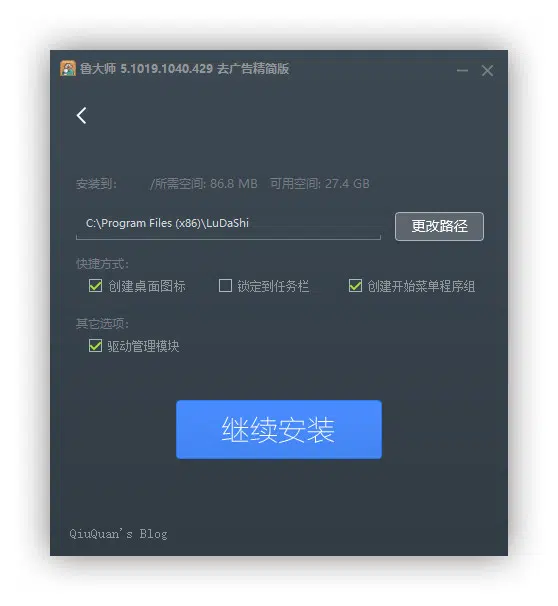 鲁大师 5.1019.1040.429 去广告精简版
安装到： /所需空间: 86.8 MB 可用空间: 27.4 GB
C:\Program Files (x86)\LuDaShi 更改路径
快捷方式：
创建桌面图标 锁定到任务栏 创建开始菜单程序组
其它选项：
驱动管理模块
继续安装
QiuQuan's Blog